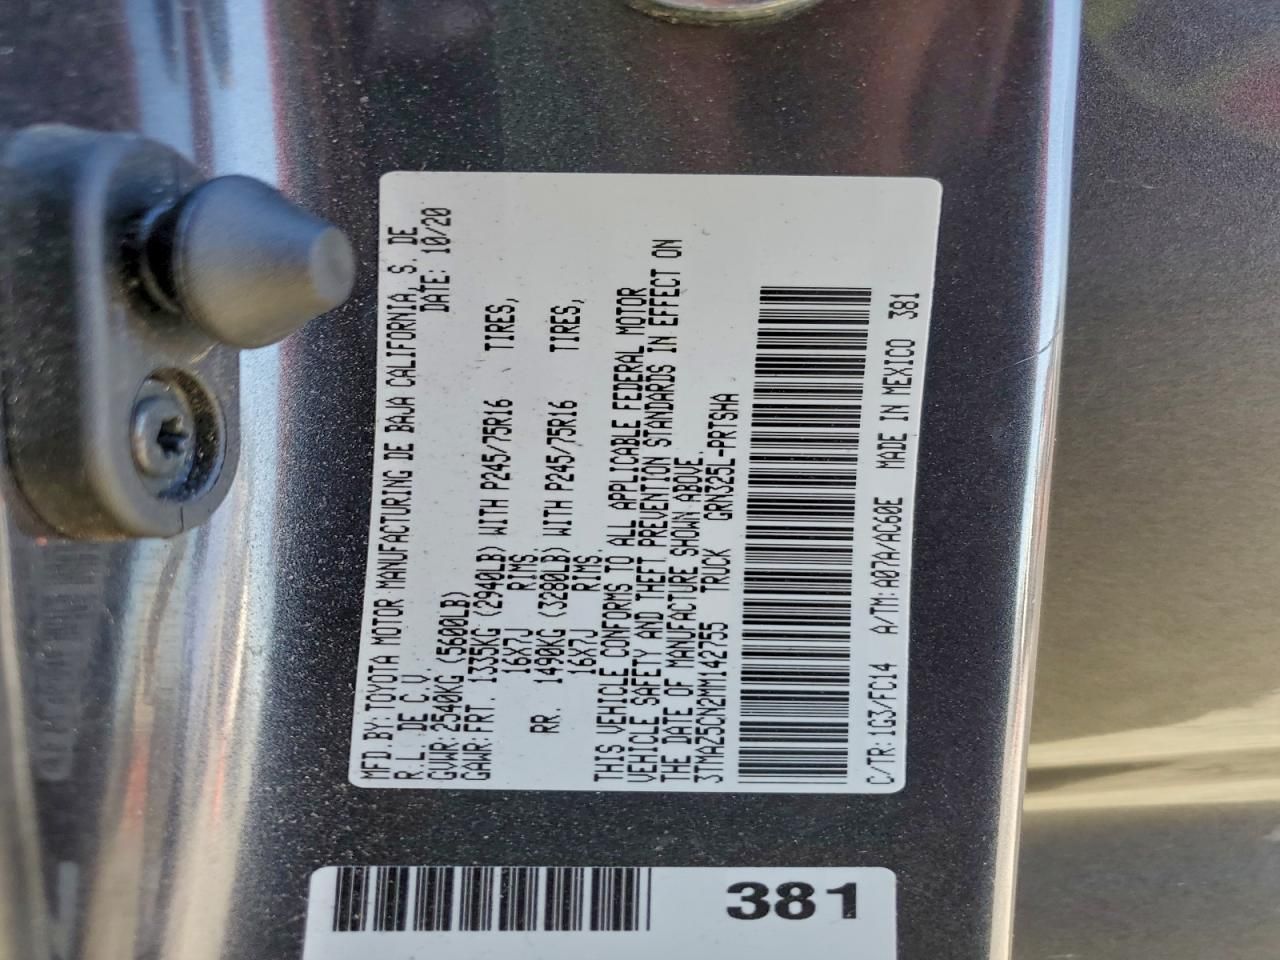 MFD.BY:TOYOTA MOTOR MANUFACTURING DE BAJA CALIFORNIA, S. DE
R.L. DE C.V. DATE: 10/20
GVWR:2540KG (5600LB)
GAWR:FRT. 1335KG (2940LB) WITH P245/75R16 TIRES,
16X7J RIMS
RR. 1490KG (3280LB) WITH P245/75R16 TIRES,
16X7J RIMS.
THIS VEHICLE CONFORMS TO ALL APPLICABLE FEDERAL MOTOR
VEHICLE SAFETY AND THEFT PREVENTION STANDARDS IN EFFECT ON
THE DATE OF MANUFACTURE SHOWN ABOVE.
3TMAZ5CN2MM142755 TRUCK GRN325L-PRTSHA
C/TR:1G3/FC14 A/TM:A07A/AC60E MADE IN MEXICO 381
381